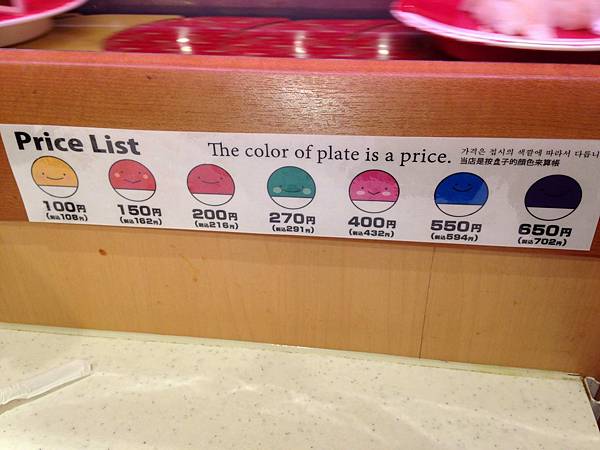 Price List
The color of plate is a price.
가격은 접시의 색깔에 따라서 다릅니
当店是按盘子的顔色來算帳
100円 150円 200円 270円 400円 550円 650円
(税込108円) (税込162円) (税込216円) (税込291円) (税込432円) (税込594円) (税込702円)